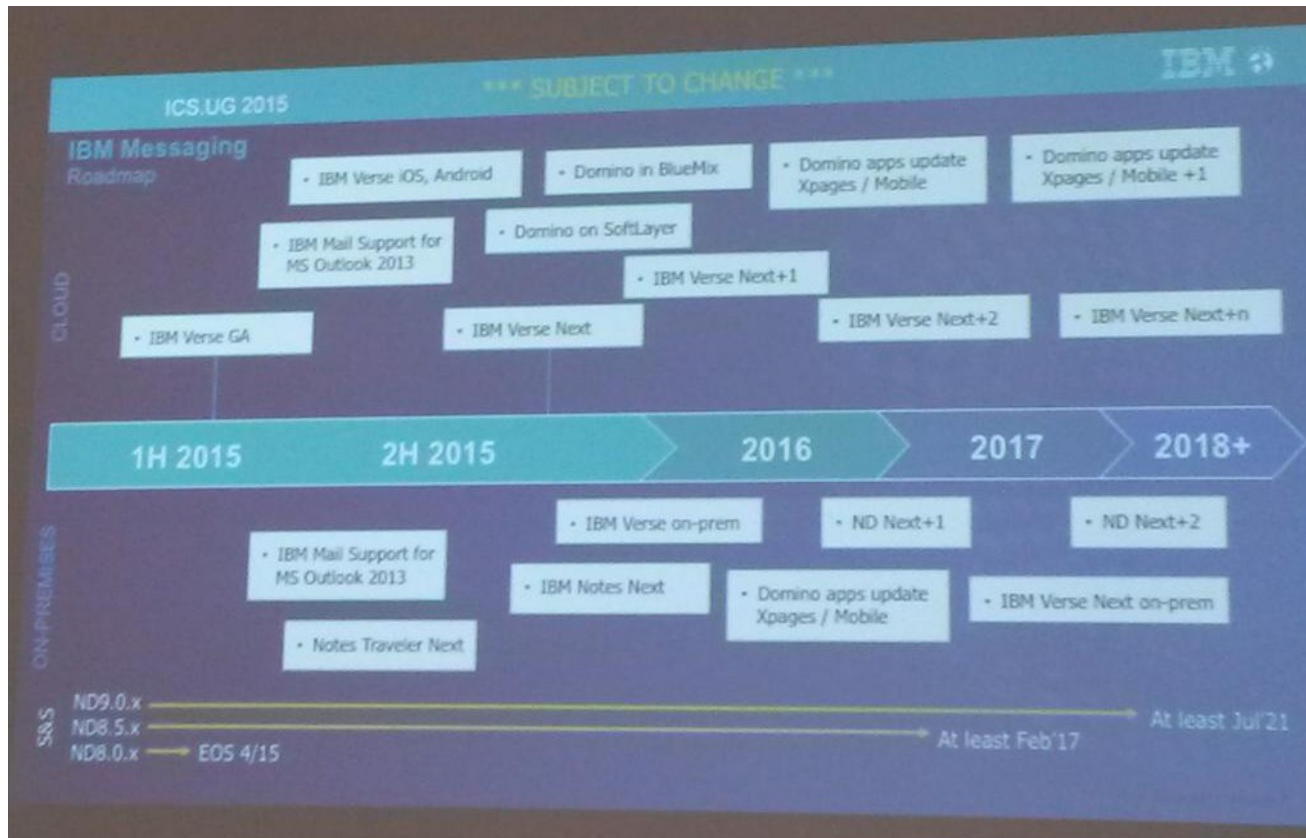 *** SUBJECT TO CHANGE ***
IBM
ICS.UG 2015
IBM Messaging
Roadmap
CLOUD
• IBM Verse iOS, Android
• Domino in BlueMix
• Domino apps update
Xpages / Mobile
• Domino apps update
Xpages / Mobile +1
• IBM Mail Support for
MS Outlook 2013
• Domino on SoftLayer
• IBM Verse Next+1
• IBM Verse GA
• IBM Verse Next
• IBM Verse Next+2
• IBM Verse Next+n
1H 2015
2H 2015
2016
2017
2018+
ON-PREMISES
• IBM Verse on-prem
• ND Next+1
• ND Next+2
• IBM Mail Support for
MS Outlook 2013
• IBM Notes Next
• Domino apps update
Xpages / Mobile
• IBM Verse Next on-prem
• Notes Traveler Next
S&S
ND9.0.x
At least Jul'21
ND8.5.x
At least Feb'17
ND8.0.x
EOS 4/15